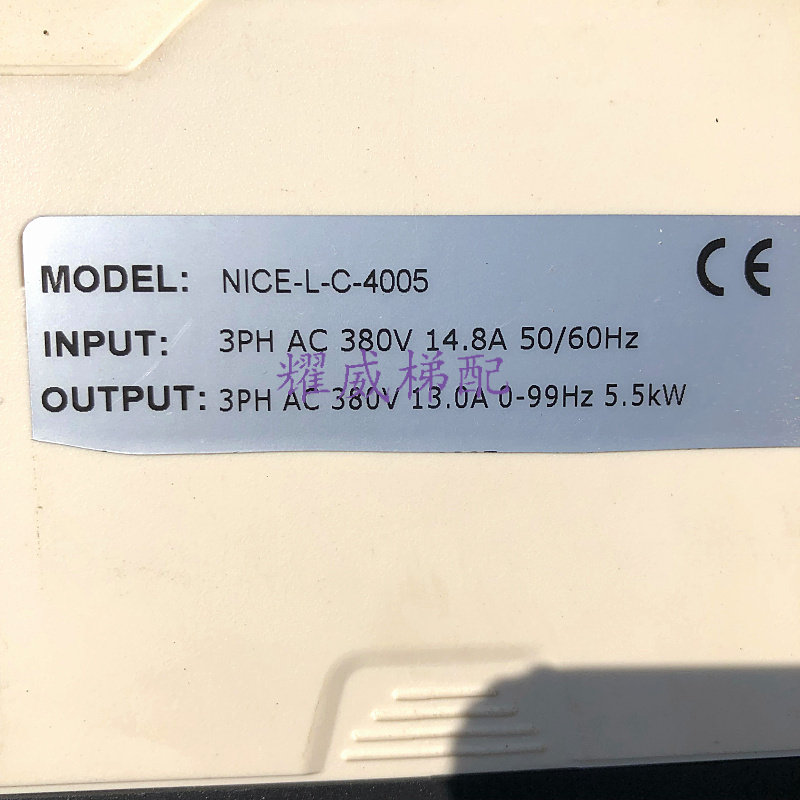 MODEL: NICE-L-C-4005
CE
INPUT: 3PH AC 380V 14.8A 50/60Hz
耀威梯配
OUTPUT: 3PH AC 380V 13.0A 0-99Hz 5.5kW